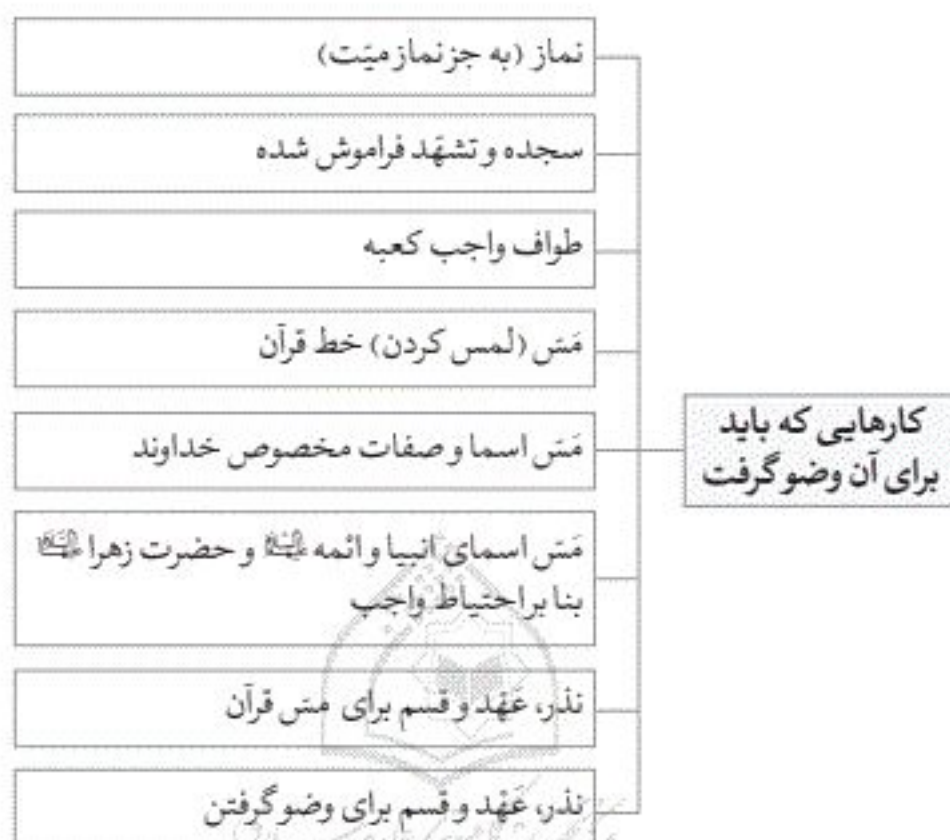 کارهایی که باید
برای آن وضو گرفت
نماز (به جز نماز میّت)
سجده و تشهّد فراموش شده
طواف واجب کعبه
مَسّ (لمس کردن) خط قرآن
مَسّ اسما و صفات مخصوص خداوند
مَسّ اسمای انبیا و ائمه و حضرت زهرا
بنا بر احتیاط واجب
نذر، عَهْد و قسم برای مسّ قرآن
نذر، عَهْد و قسم برای وضو گرفتن